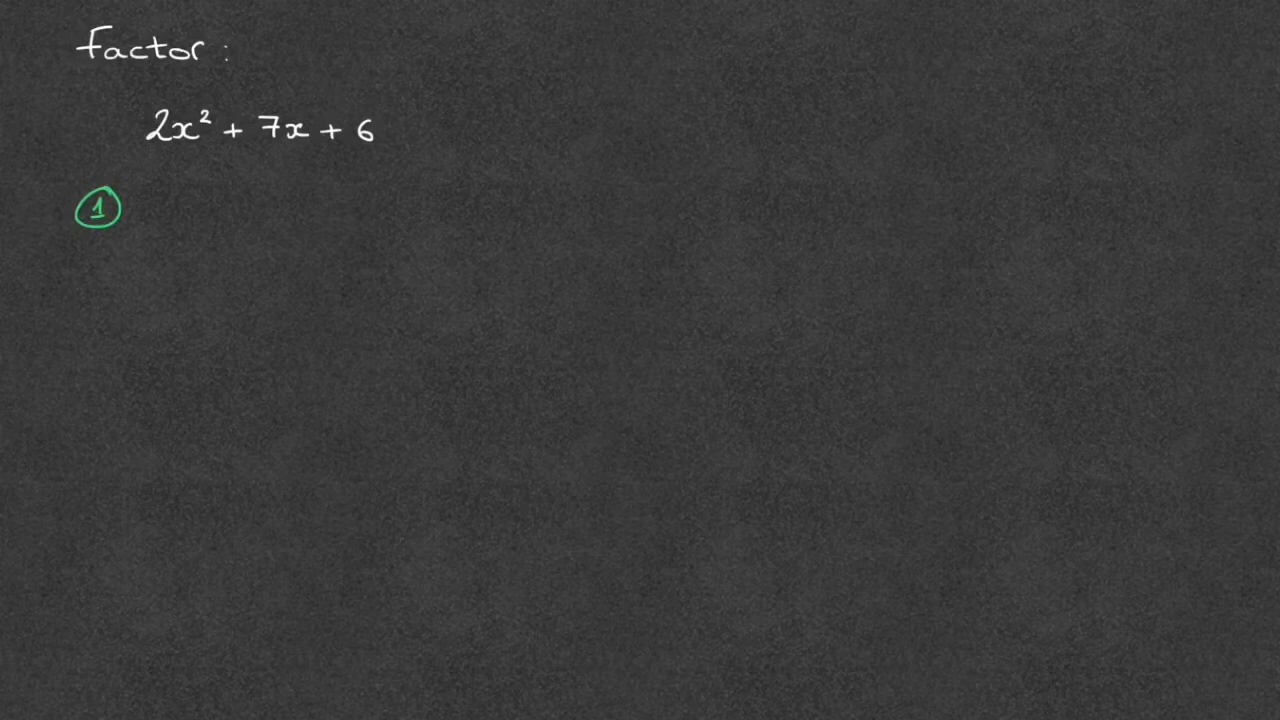 Factor:
2x² + 7x + 6
①